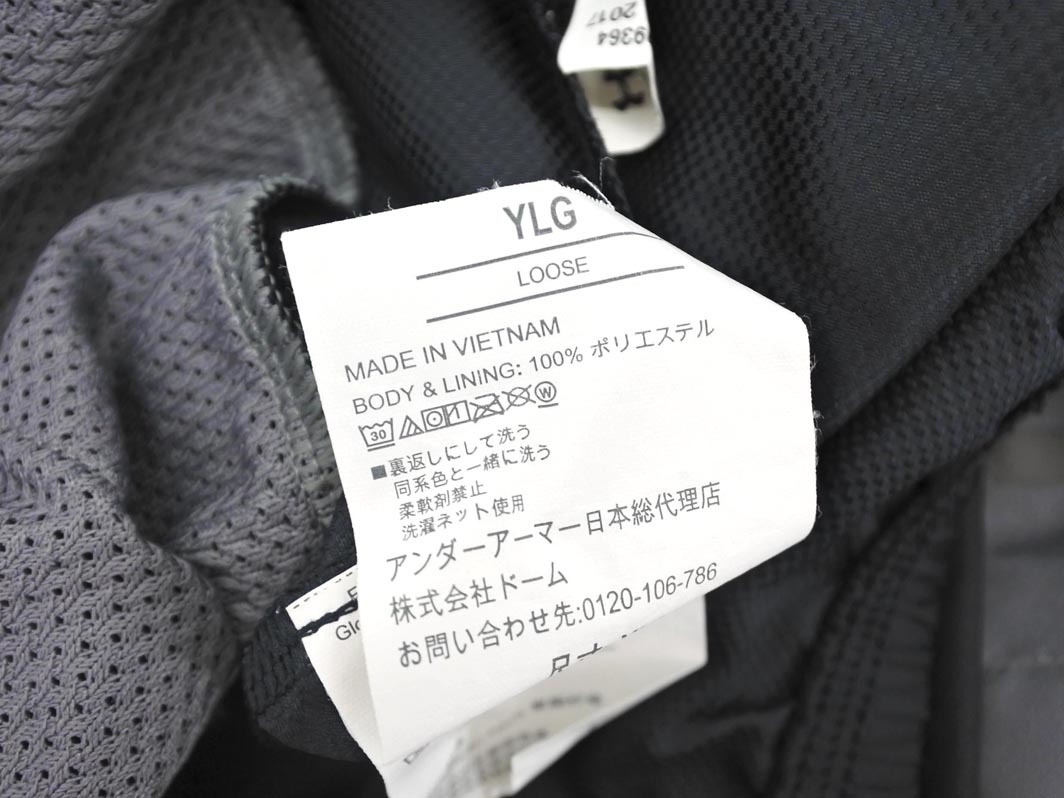 9364
2017
YLG
LOOSE
MADE IN VIETNAM
BODY & LINING: 100% ポリエステル
30 W
■裏返しにして洗う
同系色と一緒に洗う
柔軟剤禁止
洗濯ネット使用
アンダーアーマー日本総代理店
株式会社ドーム
お問い合わせ先:0120-106-786